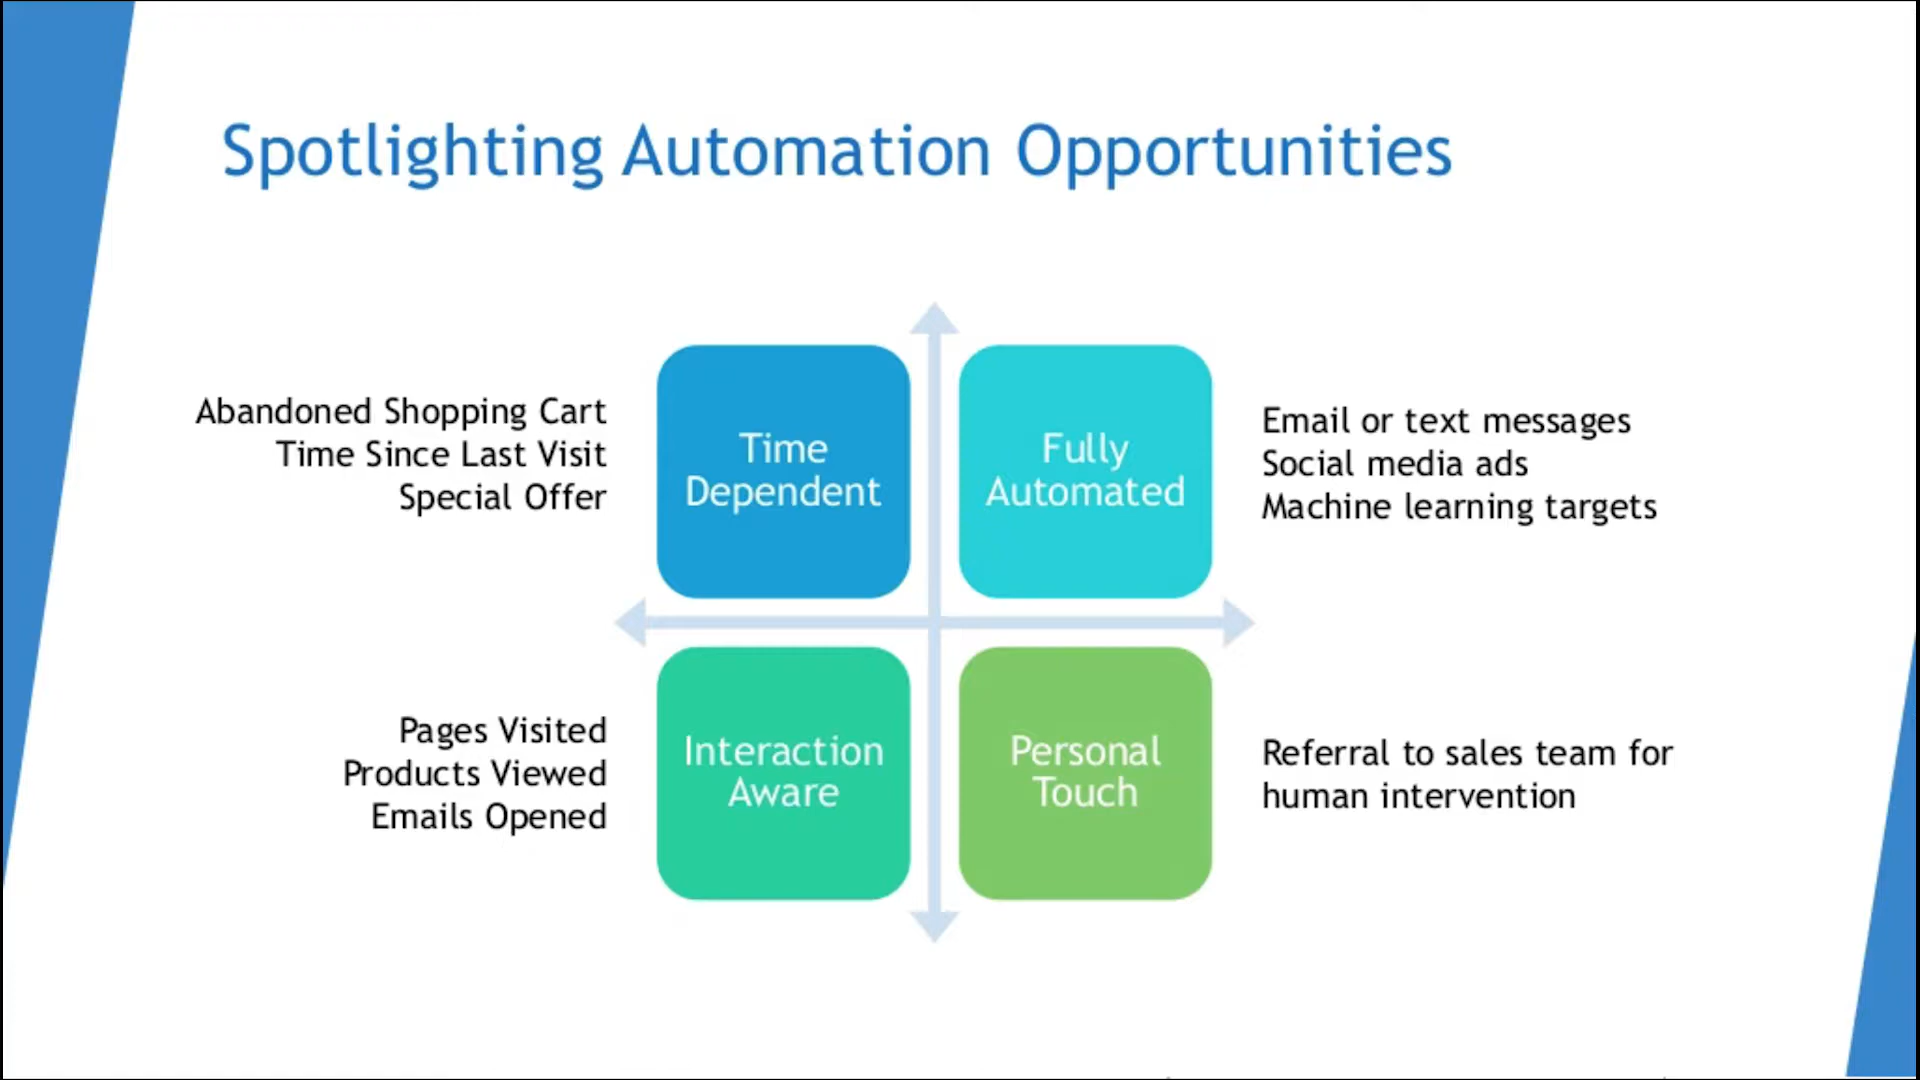 Spotlighting Automation Opportunities
Abandoned Shopping Cart
Time Since Last Visit
Special Offer
Time
Dependent
Fully
Automated
Email or text messages
Social media ads
Machine learning targets
Pages Visited
Products Viewed
Emails Opened
Interaction
Aware
Personal
Touch
Referral to sales team for
human intervention